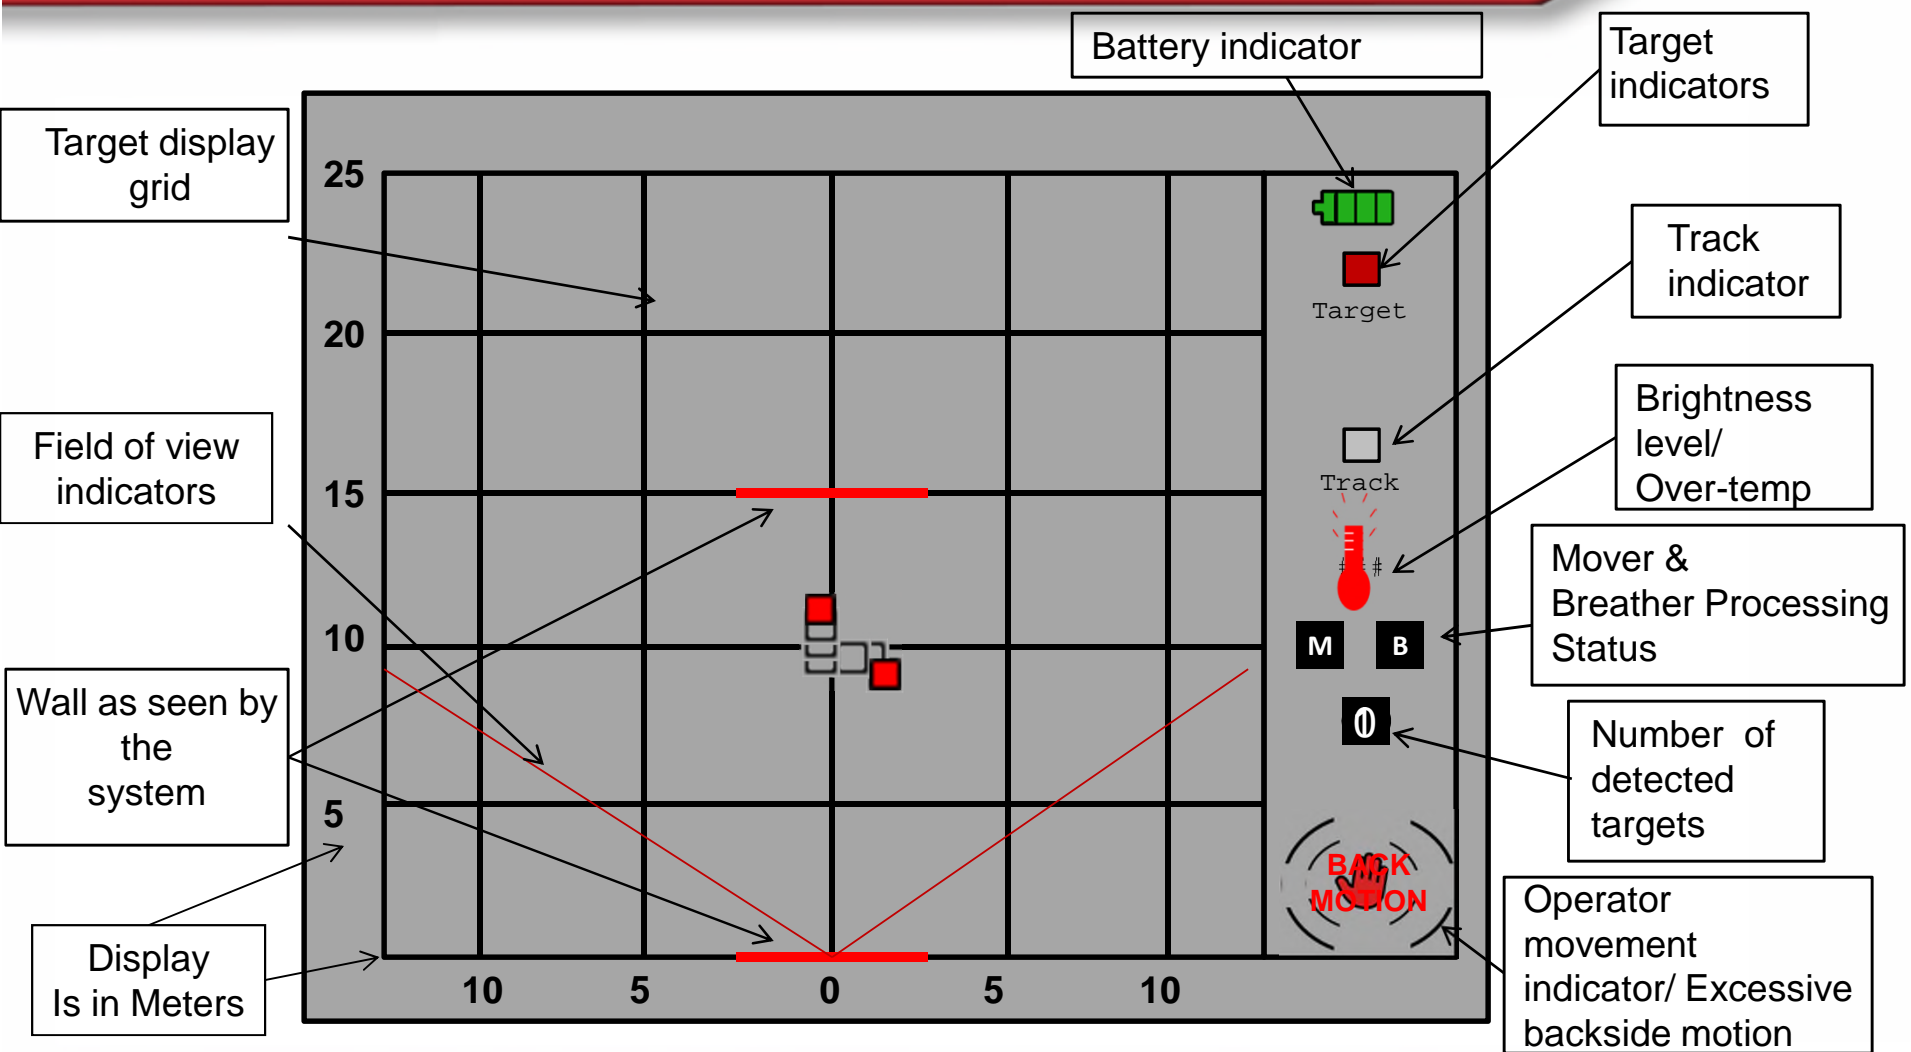 Battery indicator
Target
indicators
Target display
grid
Track
indicator
Field of view
indicators
Brightness
level/
Over-temp
Mover &
Breather Processing
Status
Wall as seen by
the
system
Number of
detected
targets
Display
Is in Meters
Operator
movement
indicator/ Excessive
backside motion
25
20
15
10
5
10
5
0
5
10
Target
Track
M
B
BACK
MOTION